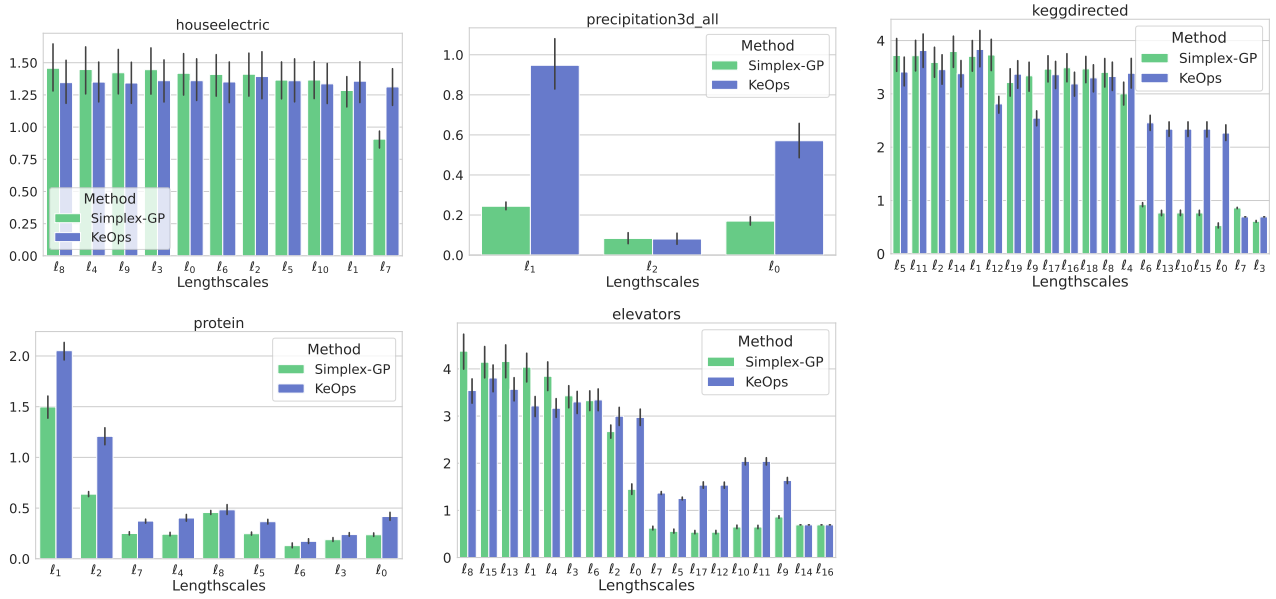 houseelectric
1.50
1.25
1.00
0.75
0.50
0.25
0.00
Method
Simplex-GP
KeOps
ℓ8 ℓ4 ℓ9 ℓ3 ℓ0 ℓ6 ℓ2 ℓ5 ℓ10 ℓ1 ℓ7
Lengthscales
precipitation3d_all
1.0
0.8
0.6
0.4
0.2
0.0
Method
Simplex-GP
KeOps
ℓ1 ℓ2 ℓ0
Lengthscales
keggdirected
4
3
2
1
0
Method
Simplex-GP
KeOps
ℓ5 ℓ11 ℓ2 ℓ14 ℓ1 ℓ12 ℓ19 ℓ9 ℓ17 ℓ16 ℓ18 ℓ8 ℓ4 ℓ6 ℓ13 ℓ10 ℓ15 ℓ0 ℓ7 ℓ3
Lengthscales
protein
2.0
1.5
1.0
0.5
0.0
Method
Simplex-GP
KeOps
ℓ1 ℓ2 ℓ7 ℓ4 ℓ8 ℓ5 ℓ6 ℓ3 ℓ0
Lengthscales
elevators
4
3
2
1
0
Method
Simplex-GP
KeOps
ℓ8 ℓ15 ℓ13 ℓ1 ℓ4 ℓ3 ℓ6 ℓ2 ℓ0 ℓ7 ℓ5 ℓ17 ℓ12 ℓ10 ℓ11 ℓ9 ℓ14 ℓ16
Lengthscales